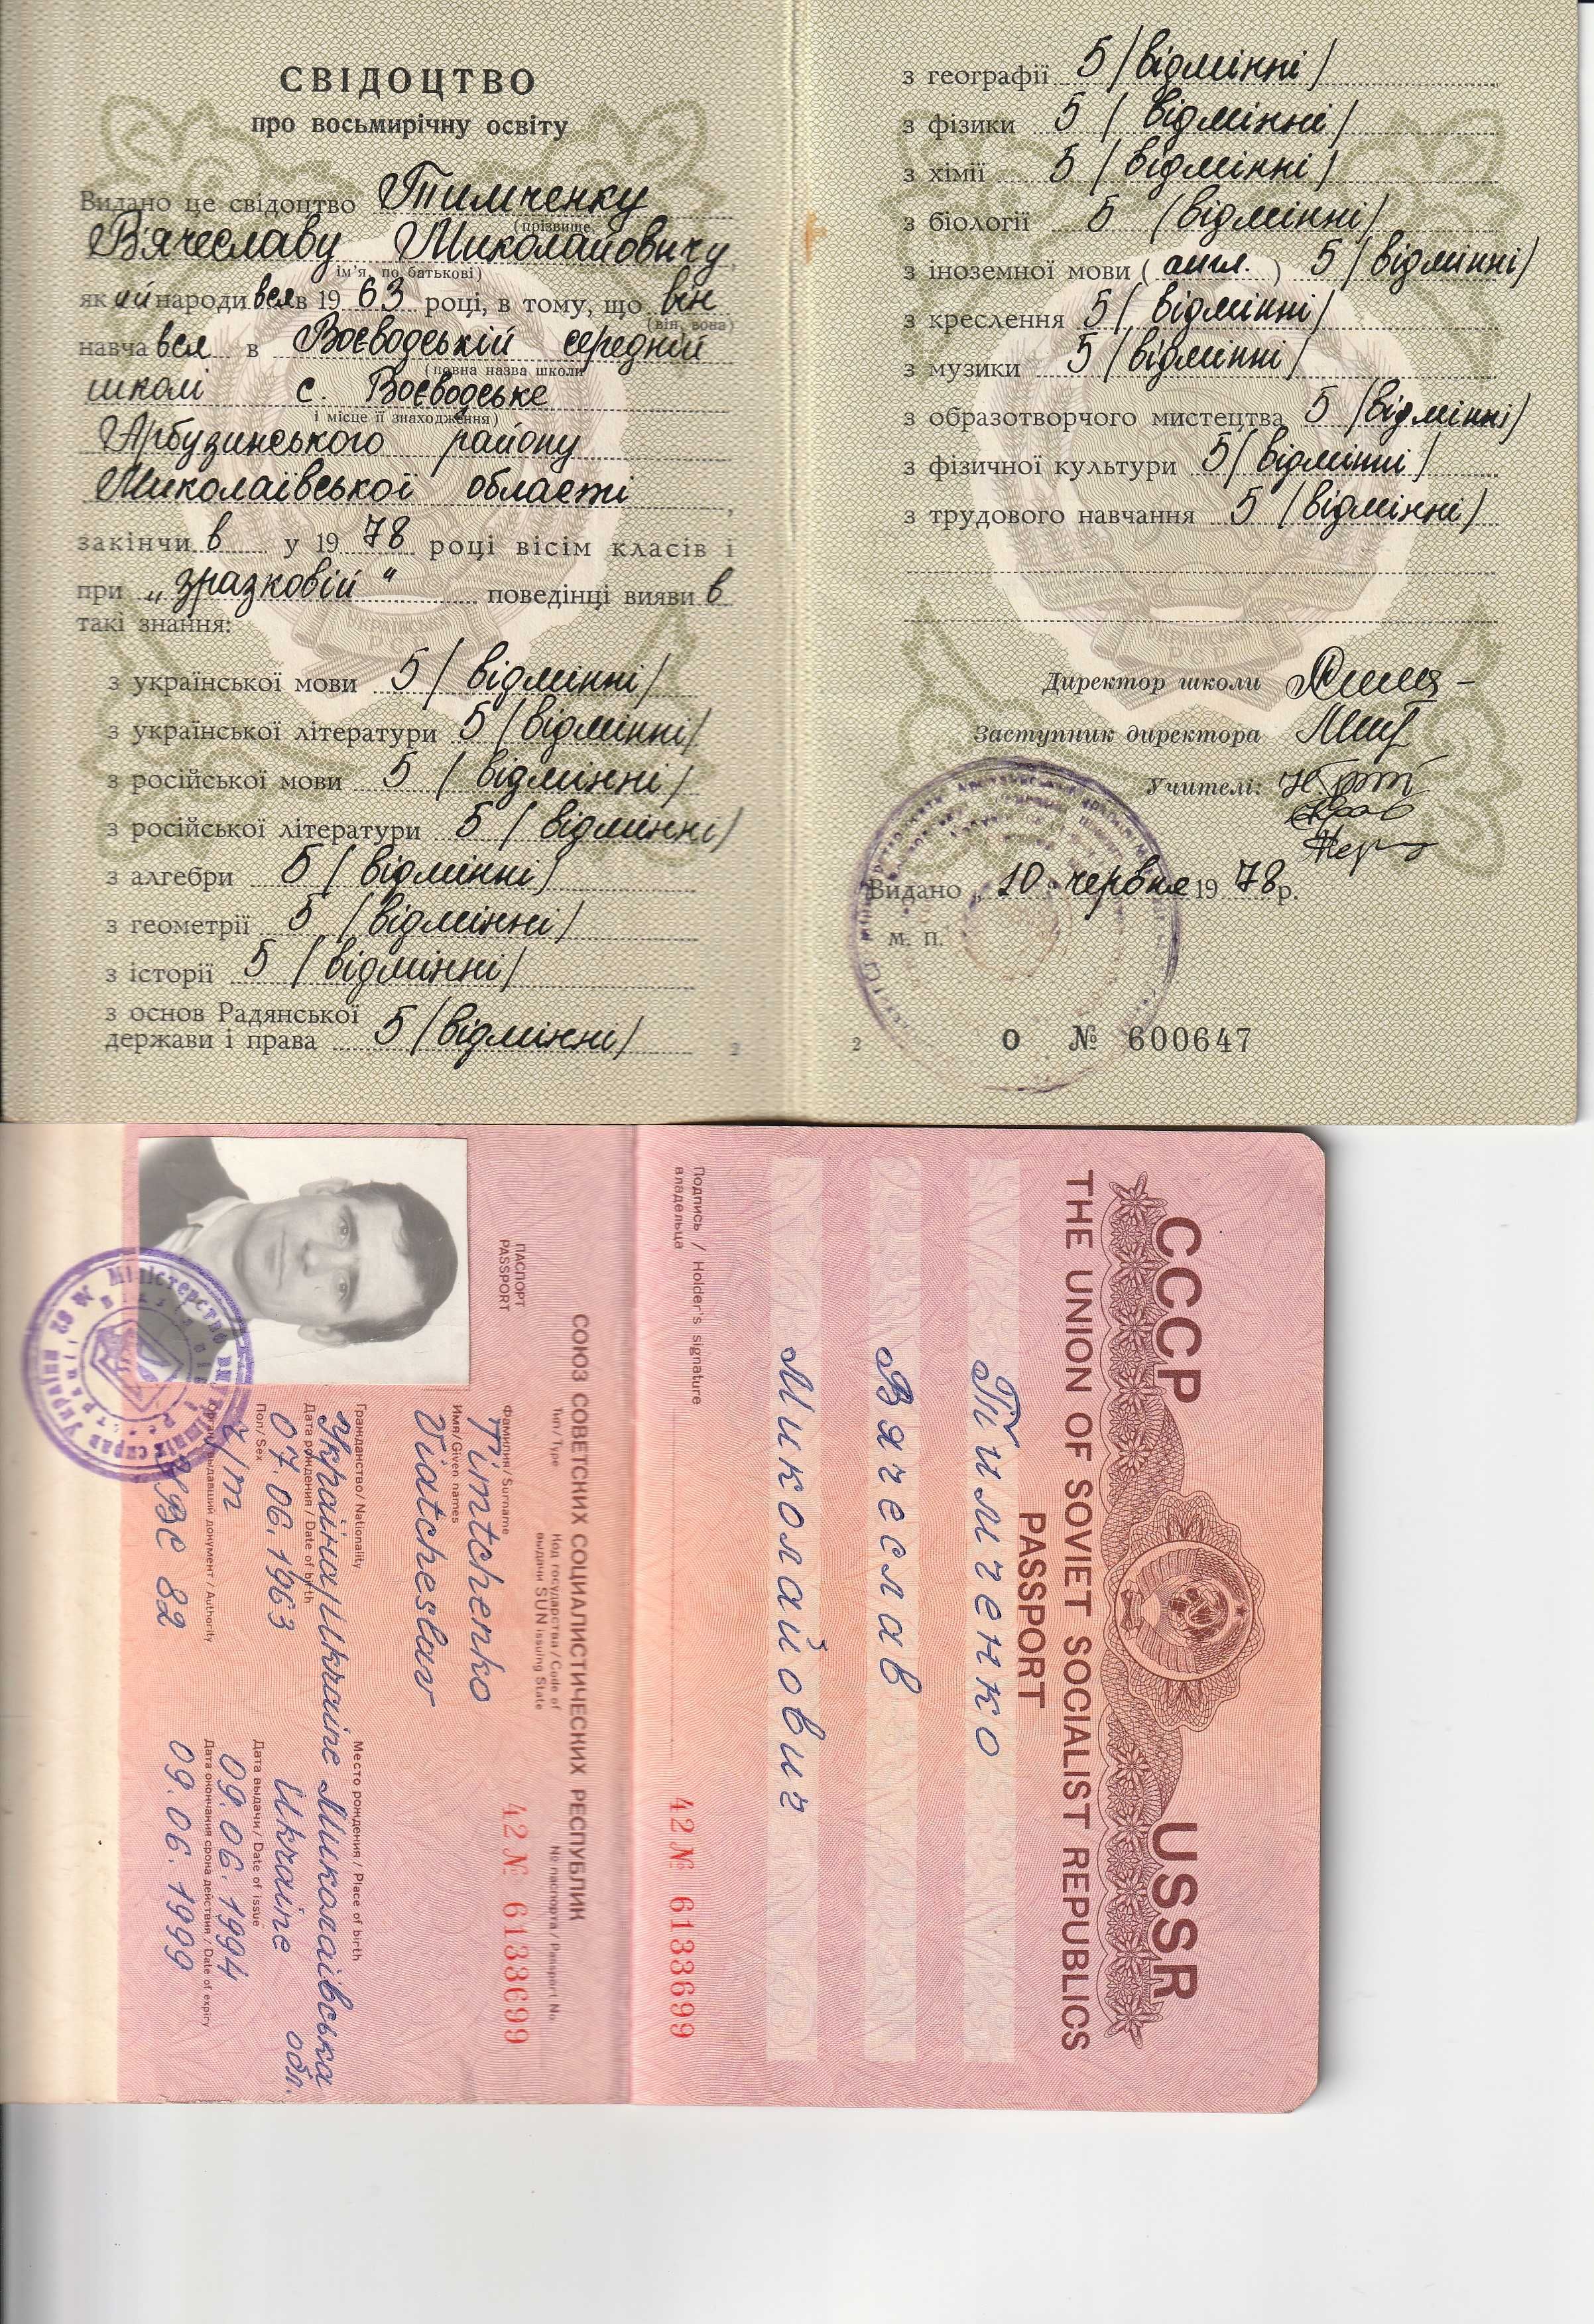 СВІДОЦТВО
про восьмирічну освіту
Видано це свідоцтво Тимченку
(прізвище,
В'ячеславу Миколайовичу,
ім'я, по батькові)
який народився в 1963 році, в тому, що він
(він, вона)
навчався в Воєводській середній
(повна назва школи
школі с. Воєводське
і місце її знаходження)
Арбузинського району
Миколаївської області,
закінчив у 1978 році вісім класів і
при „зразковій“ поведінці виявив
такі знання:
з української мови 5 (відмінні)
з української літератури 5 (відмінні)
з російської мови 5 (відмінні)
з російської літератури 5 (відмінні)
з алгебри 5 (відмінні)
з геометрії 5 (відмінні)
з історії 5 (відмінні)
з основ Радянської
держави і права 5 (відмінні)
2
з географії 5 (відмінні)
з фізики 5 (відмінні)
з хімії 5 (відмінні)
з біології 5 (відмінні)
з іноземної мови (англ.) 5 (відмінні)
з креслення 5 (відмінні)
з музики 5 (відмінні)
з образотворчого мистецтва 5 (відмінні)
з фізичної культури 5 (відмінні)
з трудового навчання 5 (відмінні)
УКРАЇНСЬКА
РСР
Директор школи
Заступник директора
Учителі:
Видано „10“ червня 1978 р.
М. П.
2
О № 600647
СССР USSR
THE UNION OF SOVIET SOCIALIST REPUBLICS
PASSPORT
Тимченко
Вячеслав
Миколайович
Подпись / Holder's signature
владельца
42 № 6133699
СОЮЗ СОВЕТСКИХ СОЦИАЛИСТИЧЕСКИХ РЕСПУБЛИК
ПАСПОРТ
PASSPORT
Тип / Type
Код государства / Code of
выдачи SUN issuing State
№ паспорта / Passport No
42 № 6133699
Фамилия / Surname
Timtchenko
Имя / Given names
Viatcheslav
Гражданство / Nationality
Україна/Ukraine
Место рождения / Place of birth
Миколаївська обл.
Дата рождения / Date of birth
07.06.1963
Ukraine
Пол / Sex
Ч/m
Дата выдачи / Date of issue
09.06.1994
Орган, выдавший документ / Authority
УВС 82
Дата окончания срока действия / Date of expiry
09.06.1999
Міністерство внутрішніх справ України